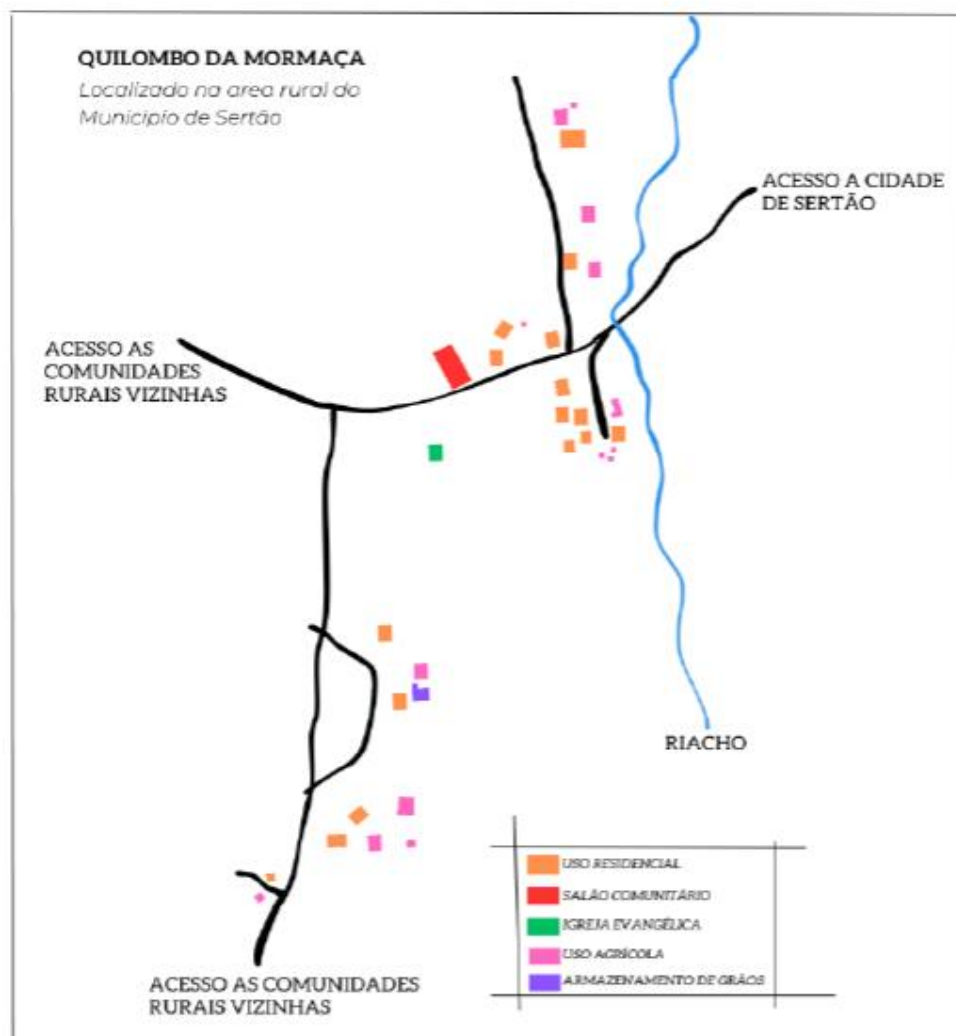 QUILOMBO DA MORMAÇA
Localizado na area rural do
Municipio de Sertão
ACESSO A CIDADE
DE SERTÃO
ACESSO AS
COMUNIDADES
RURAIS VIZINHAS
RIACHO
USO RESIDENCIAL
SALÃO COMUNITÁRIO
IGREJA EVANGÉLICA
USO AGRÍCOLA
ARMAZENAMENTO DE GRÃOS
ACESSO AS COMUNIDADES
RURAIS VIZINHAS